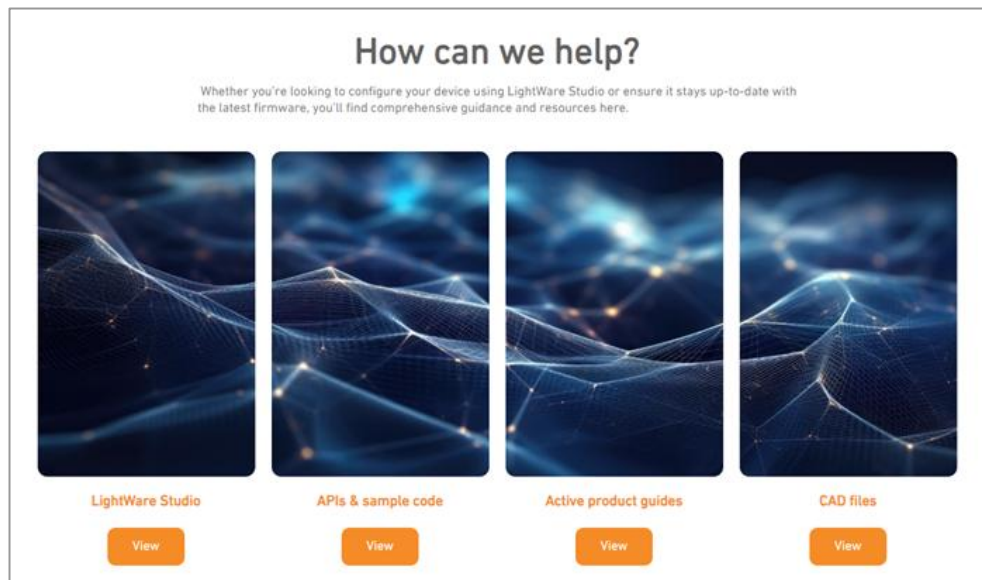 How can we help?
Whether you're looking to configure your device using LightWare Studio or ensure it stays up-to-date with
the latest firmware, you'll find comprehensive guidance and resources here.
LightWare Studio
APIs & sample code
Active product guides
CAD files
View
View
View
View